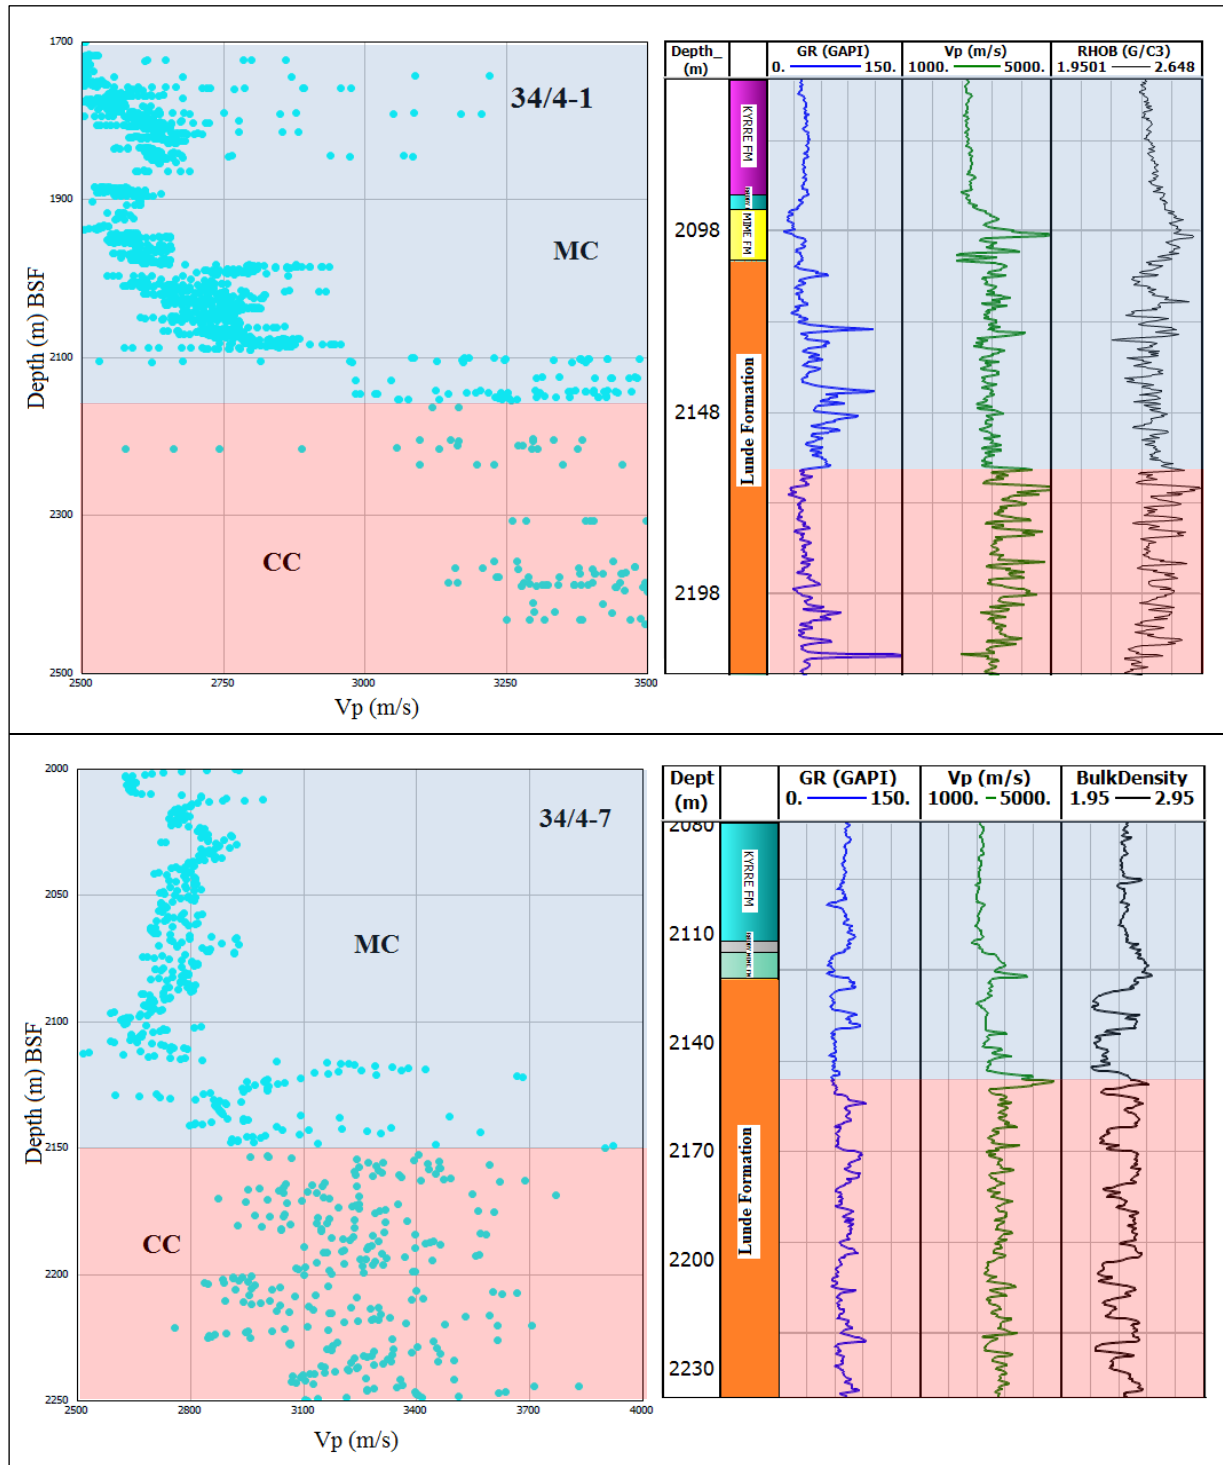 1700
1900
2100
2300
2500
Depth (m) BSF
34/4-1
MC
CC
2500 2750 3000 3250 3500
Vp (m/s)
Depth_ GR (GAPI) Vp (m/s) RHOB (G/C3)
(m) 0. 150. 1000. 5000. 1.9501 2.648
KYRRE FM
MIME FM
Lunde Formation
2098
2148
2198
2000
2050
2100
2150
2200
2250
Depth (m) BSF
34/4-7
MC
CC
2500 2800 3100 3400 3700 4000
Vp (m/s)
Dept GR (GAPI) Vp (m/s) BulkDensity
(m) 0. 150. 1000. 5000. 1.95 2.95
2080
KYRRE FM
2110
2140
Lunde Formation
2170
2200
2230